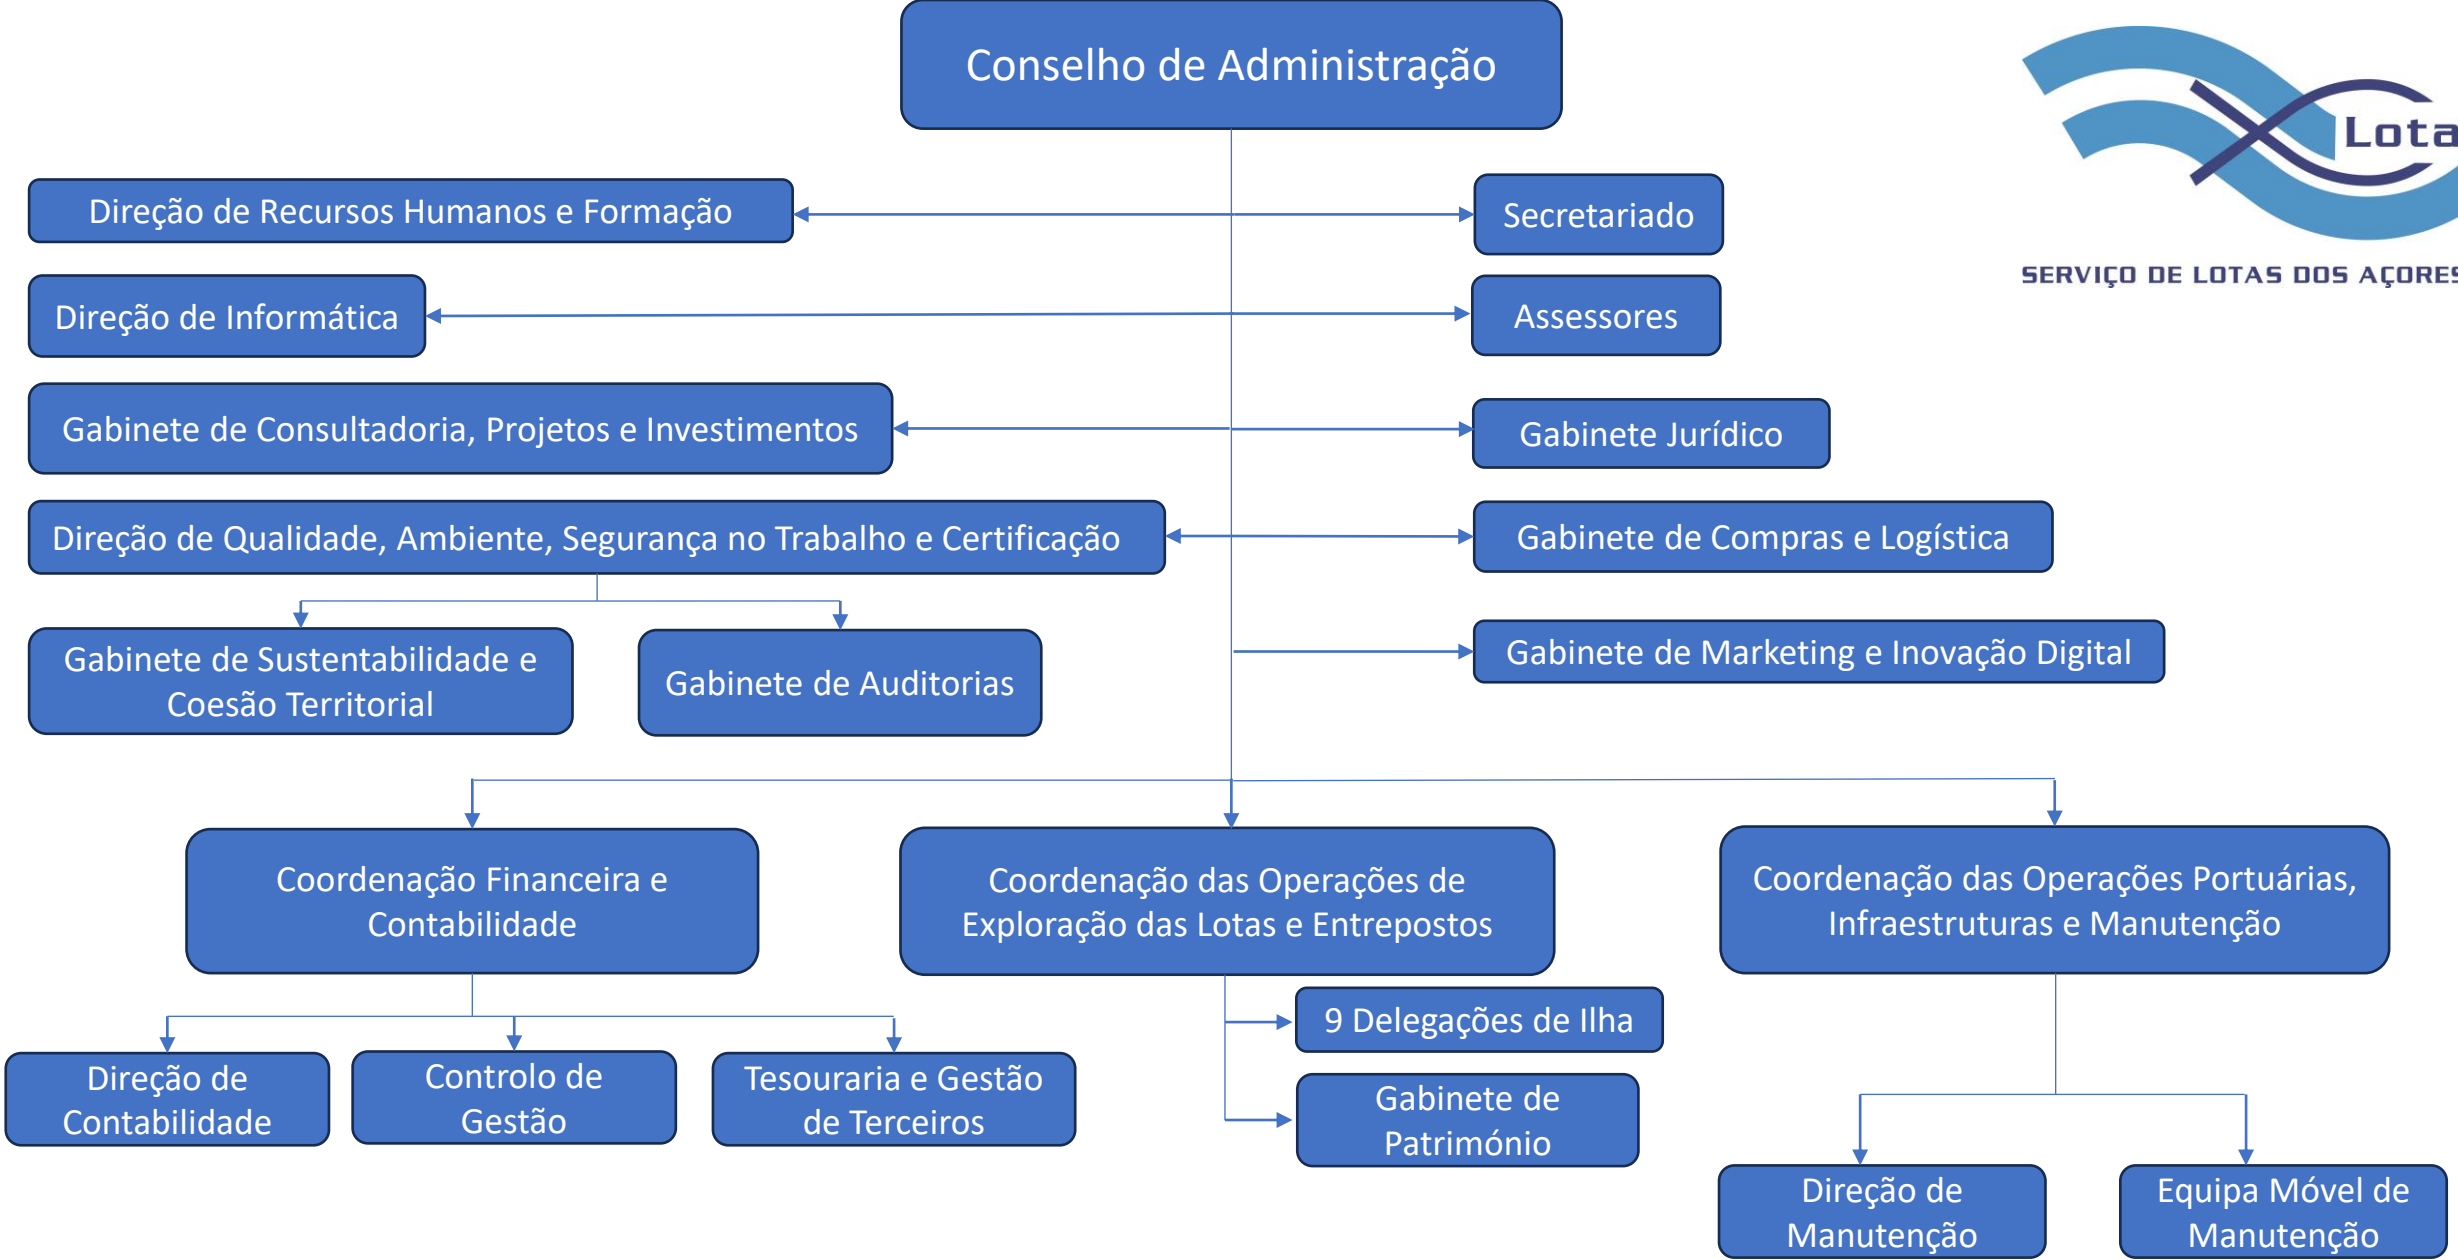 Conselho de Administração
Lota
SERVIÇO DE LOTAS DOS AÇORES
Direção de Recursos Humanos e Formação
Secretariado
Direção de Informática
Assessores
Gabinete de Consultadoria, Projetos e Investimentos
Gabinete Jurídico
Direção de Qualidade, Ambiente, Segurança no Trabalho e Certificação
Gabinete de Compras e Logística
Gabinete de Sustentabilidade e
Coesão Territorial
Gabinete de Auditorias
Gabinete de Marketing e Inovação Digital
Coordenação Financeira e
Contabilidade
Coordenação das Operações de
Exploração das Lotas e Entrepostos
Coordenação das Operações Portuárias,
Infraestruturas e Manutenção
9 Delegações de Ilha
Direção de
Contabilidade
Controlo de
Gestão
Tesouraria e Gestão
de Terceiros
Gabinete de
Património
Direção de
Manutenção
Equipa Móvel de
Manutenção